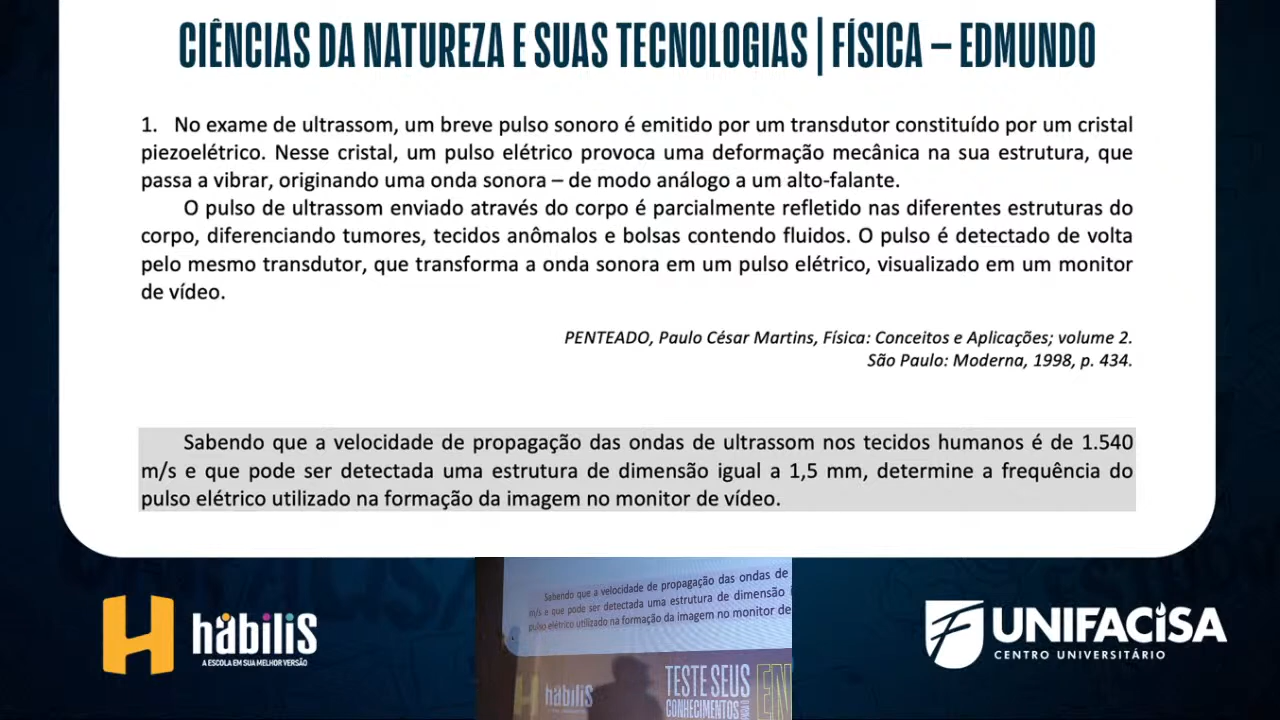 CIÊNCIAS DA NATUREZA E SUAS TECNOLOGIAS | FÍSICA – EDMUNDO
1. No exame de ultrassom, um breve pulso sonoro é emitido por um transdutor constituído por um cristal
piezoelétrico. Nesse cristal, um pulso elétrico provoca uma deformação mecânica na sua estrutura, que
passa a vibrar, originando uma onda sonora – de modo análogo a um alto-falante.
O pulso de ultrassom enviado através do corpo é parcialmente refletido nas diferentes estruturas do
corpo, diferenciando tumores, tecidos anômalos e bolsas contendo fluidos. O pulso é detectado de volta
pelo mesmo transdutor, que transforma a onda sonora em um pulso elétrico, visualizado em um monitor
de vídeo.
PENTEADO, Paulo César Martins, Física: Conceitos e Aplicações; volume 2.
São Paulo: Moderna, 1998, p. 434.
Sabendo que a velocidade de propagação das ondas de ultrassom nos tecidos humanos é de 1.540
m/s e que pode ser detectada uma estrutura de dimensão igual a 1,5 mm, determine a frequência do
pulso elétrico utilizado na formação da imagem no monitor de vídeo.
Sabendo que a velocidade de propagação das ondas de
m/s e que pode ser detectada uma estrutura de dimensão
pulso elétrico utilizado na formação da imagem no monitor de
hábilis
TESTE SEUS
CONHECIMENTOS
EN
H hábilis
A ESCOLA EM SUA MELHOR VERSÃO
UNIFACISA
CENTRO UNIVERSITÁRIO